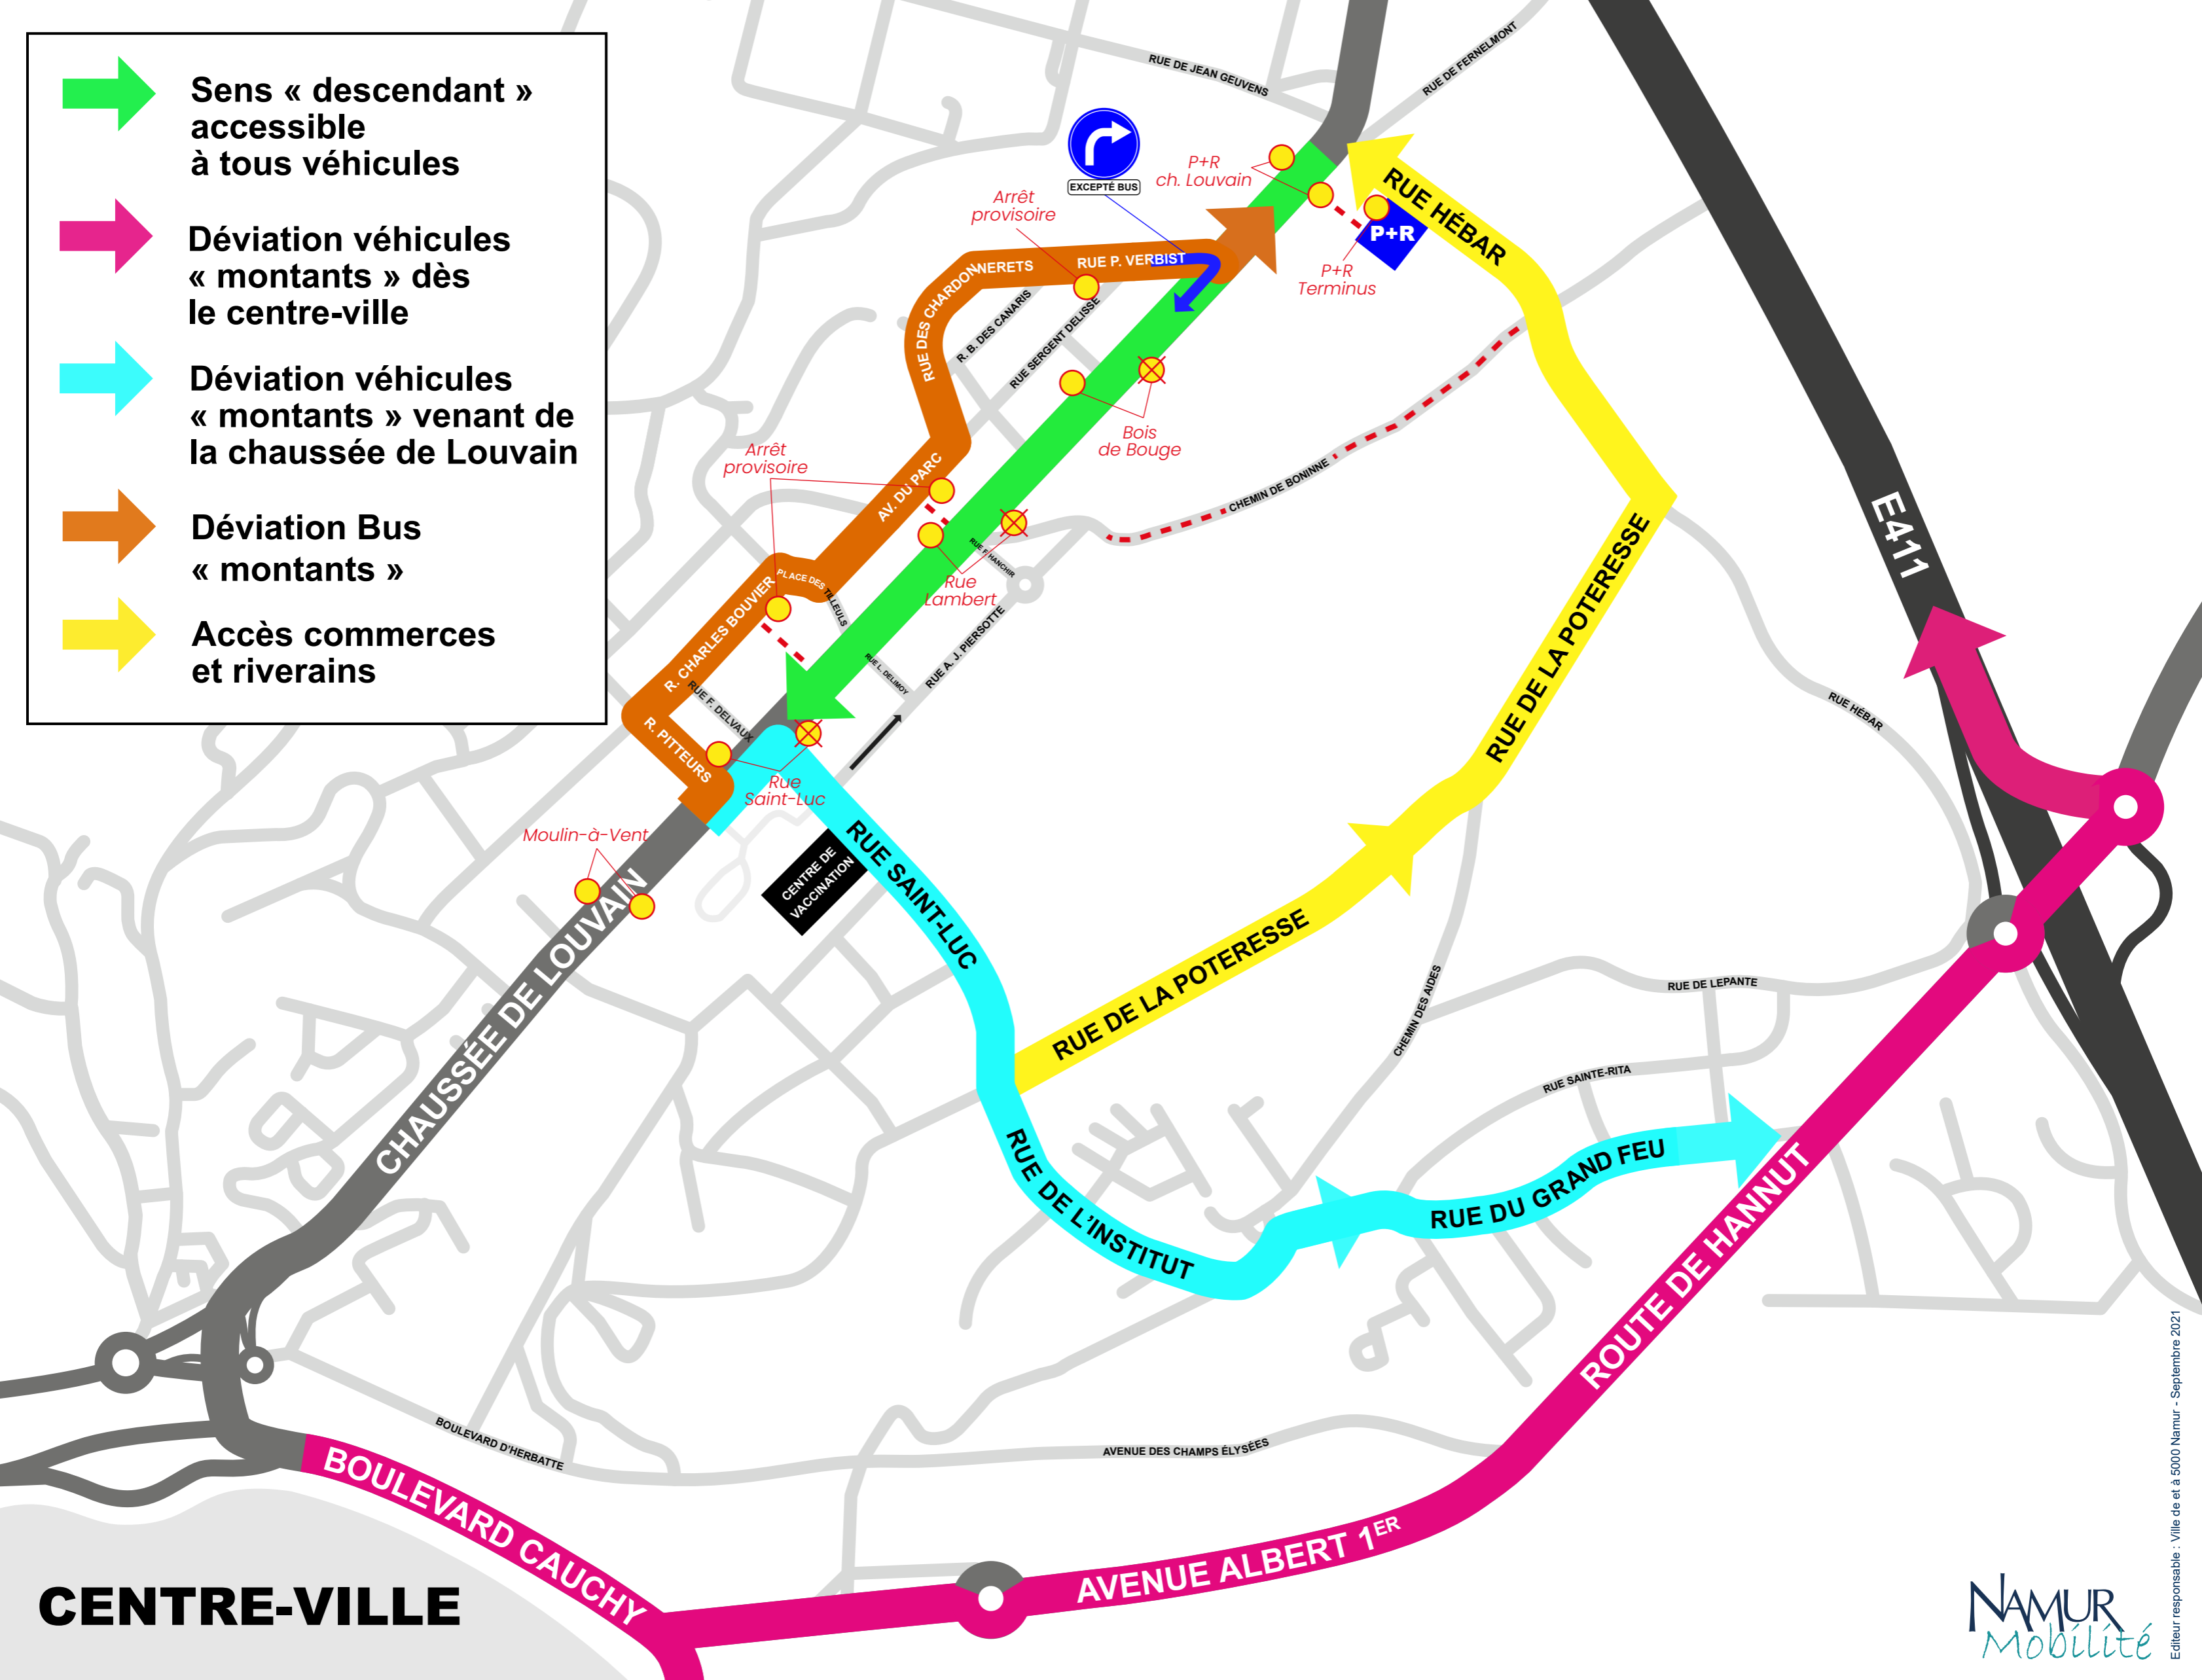 Sens « descendant »
accessible
à tous véhicules
Déviation véhicules
« montants » dès
le centre-ville
Déviation véhicules
« montants » venant de
la chaussée de Louvain
Déviation Bus
« montants »
Accès commerces
et riverains
RUE DE JEAN GEUVENS
RUE DE FERNELMONT
EXCEPTÉ BUS
P+R
ch. Louvain
Arrêt
provisoire
RUE HÉBAR
P+R
P+R
Terminus
RUE P. VERBIST
RUE DES CHARDONNERETS
R. B. DES CANARIS
RUE SERGENT DELISSE
Bois
de Bouge
Arrêt
provisoire
AV. DU PARC
CHEMIN DE BONINNE
E411
RUE F. HANCHIR
Rue
Lambert
PLACE DES TILLEULS
R. CHARLES BOUVIER
RUE A. J. PIERSOTTE
RUE L. DELIMOY
RUE F. DELVAUX
R. PITTEURS
RUE DE LA POTERESSE
RUE HÉBAR
Rue
Saint-Luc
Moulin-à-Vent
CENTRE DE
VACCINATION
RUE SAINT-LUC
CHAUSSÉE DE LOUVAIN
RUE DE LA POTERESSE
CHEMIN DES AIDES
RUE DE LEPANTE
RUE SAINTE-RITA
RUE DE L'INSTITUT
RUE DU GRAND FEU
ROUTE DE HANNUT
BOULEVARD D'HERBATTE
AVENUE DES CHAMPS ÉLYSÉES
BOULEVARD CAUCHY
AVENUE ALBERT 1ER
CENTRE-VILLE
NAMUR
Mobilité
Editeur responsable : Ville de et à 5000 Namur - Septembre 2021